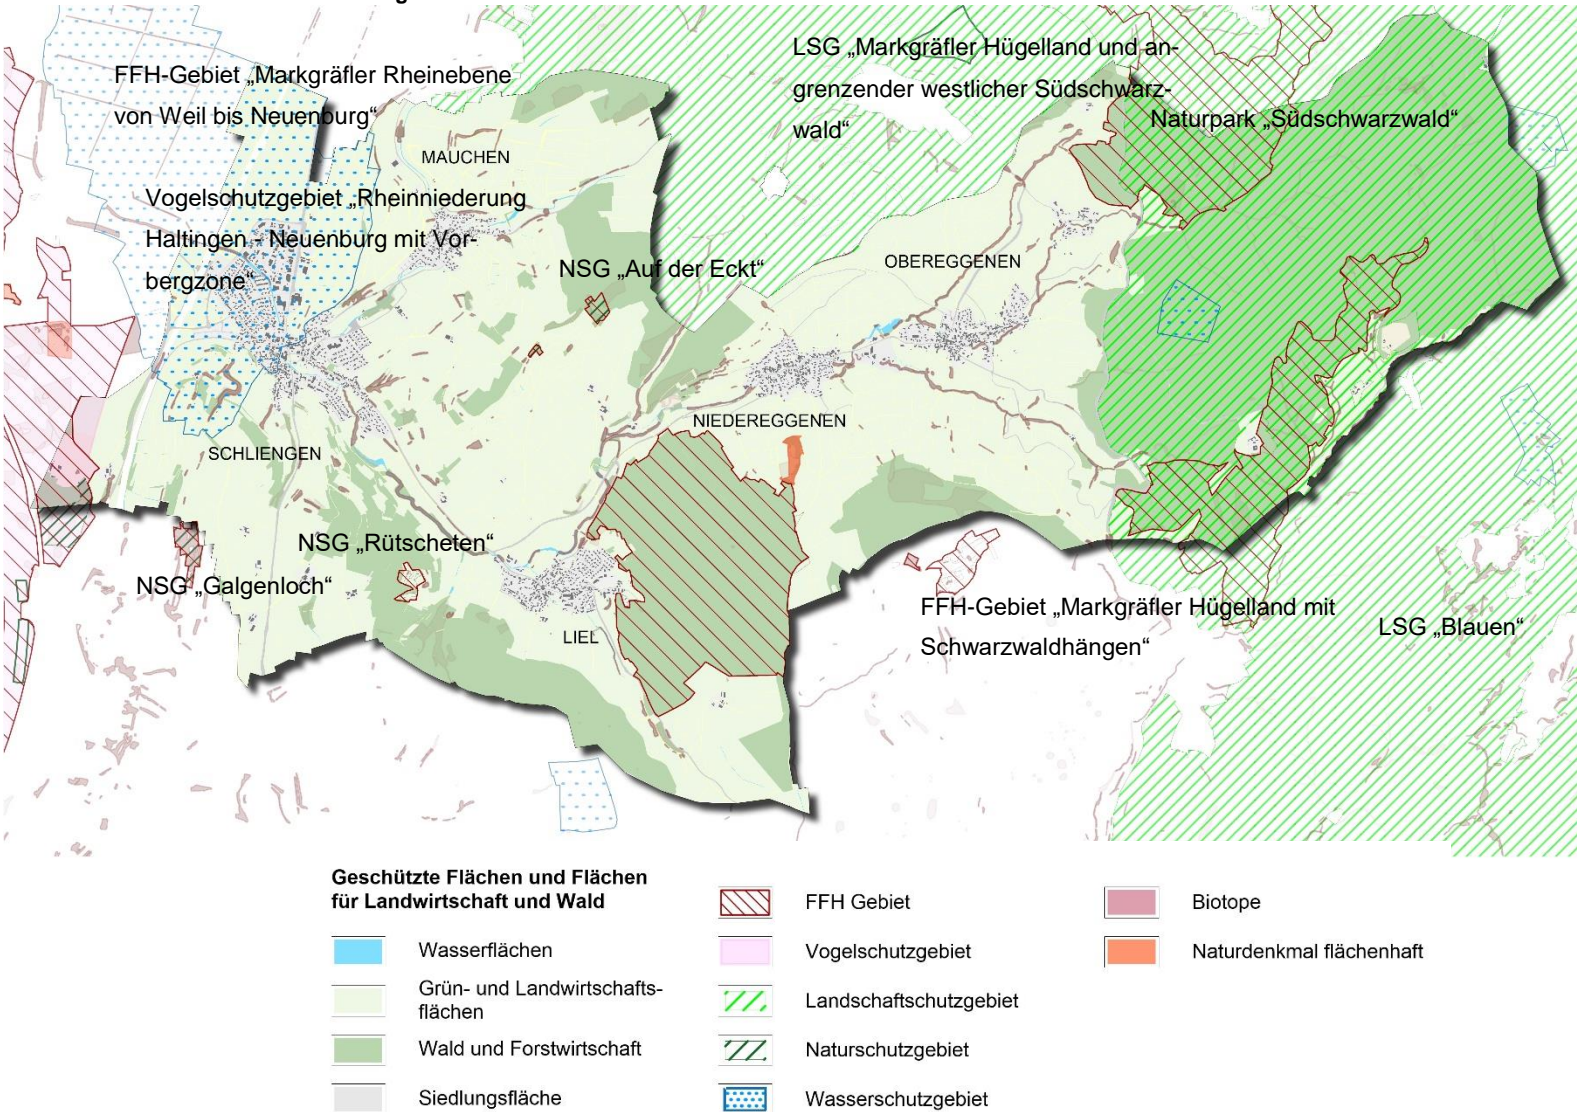 FFH-Gebiet „Markgräfler Rheinebene
von Weil bis Neuenburg“
LSG „Markgräfler Hügelland und an-
grenzender westlicher Südschwarz-
wald“
Naturpark „Südschwarzwald“
MAUCHEN
Vogelschutzgebiet „Rheinniederung
Haltingen - Neuenburg mit Vor-
bergzone“
NSG „Auf der Eckt“
OBEREGGENEN
NIEDEREGGENEN
SCHLIENGEN
NSG „Rütscheten“
NSG „Galgenloch“
LIEL
FFH-Gebiet „Markgräfler Hügelland mit
Schwarzwaldhängen“
LSG „Blauen“
Geschützte Flächen und Flächen
für Landwirtschaft und Wald
Wasserflächen
Grün- und Landwirtschafts-
flächen
Wald und Forstwirtschaft
Siedlungsfläche
FFH Gebiet
Vogelschutzgebiet
Landschaftschutzgebiet
Naturschutzgebiet
Wasserschutzgebiet
Biotope
Naturdenkmal flächenhaft